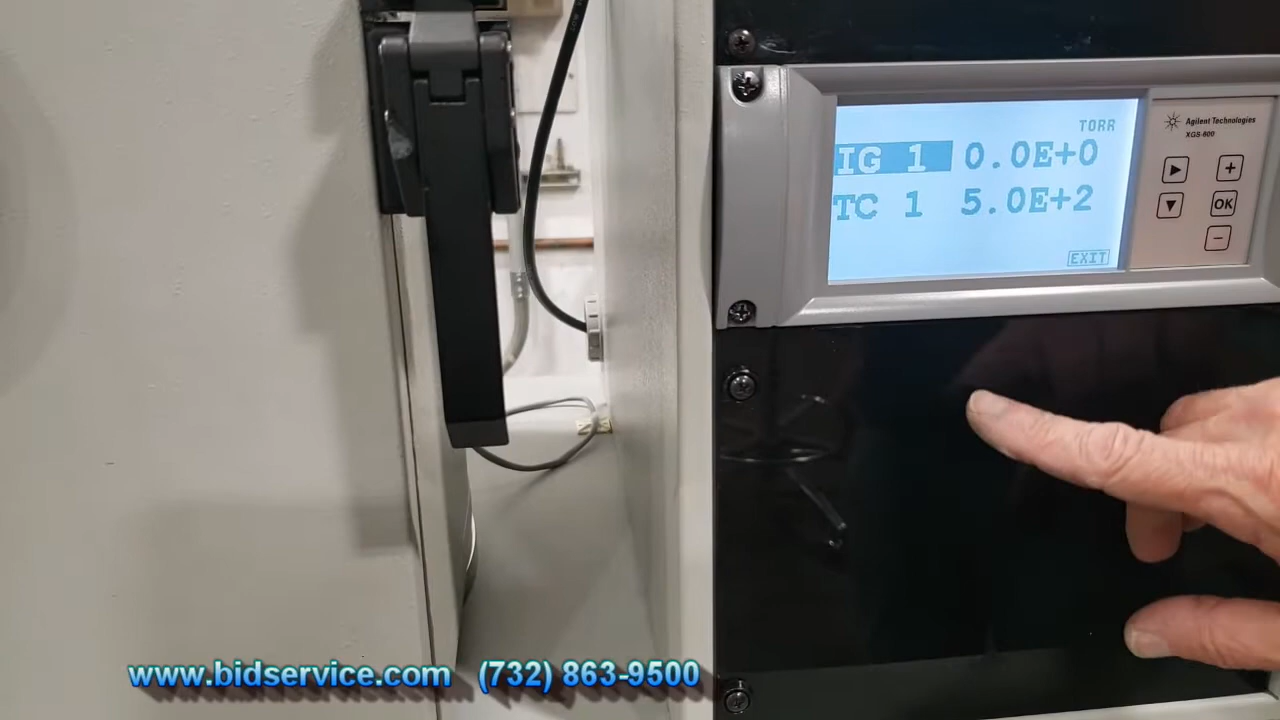 TORR
IG 1 0.0E+0
TC 1 5.0E+2
EXIT
Agilent Technologies
XGS-600
+
OK
-
www.bidservice.com (732) 863-9500